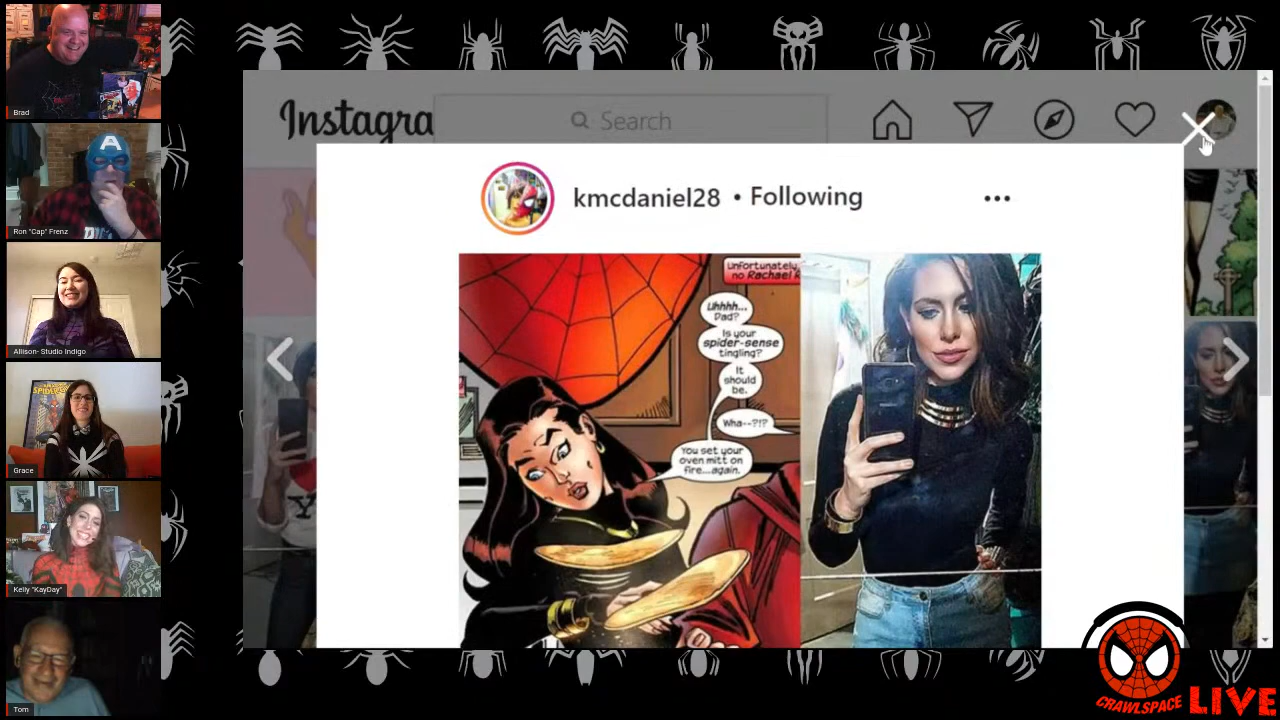 Brad
Ron "Cap" Frenz
Allison- Studio Indigo
Grace
Kelly "KayDay"
Tom
Instagra
Search
kmcdaniel28 • Following
Unfortunately,
no Rachael R
Uhhhh...
Dad?
Is your
spider-sense
tingling?
It
should
be.
Wha--?!?
You set your
oven mitt on
fire...again.
A
CRAWLSPACE LIVE